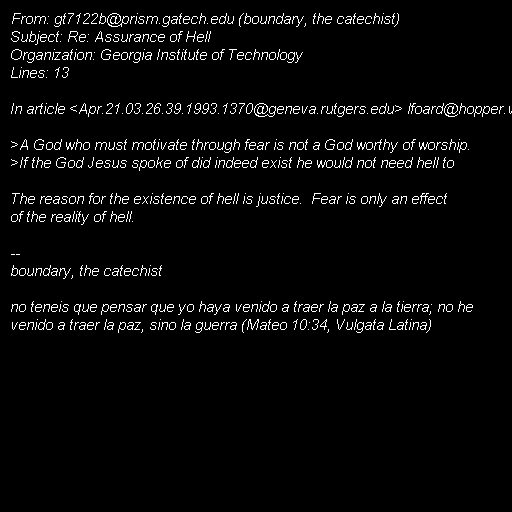 From: gt7122b@prism.gatech.edu (boundary, the catechist)
Subject: Re: Assurance of Hell
Organization: Georgia Institute of Technology
Lines: 13

In article <Apr.21.03.26.39.1993.1370@geneva.rutgers.edu> lfoard@hopper.

>A God who must motivate through fear is not a God worthy of worship.
>If the God Jesus spoke of did indeed exist he would not need hell to

The reason for the existence of hell is justice.  Fear is only an effect
of the reality of hell.

--
boundary, the catechist

no teneis que pensar que yo haya venido a traer la paz a la tierra; no he
venido a traer la paz, sino la guerra (Mateo 10:34, Vulgata Latina)